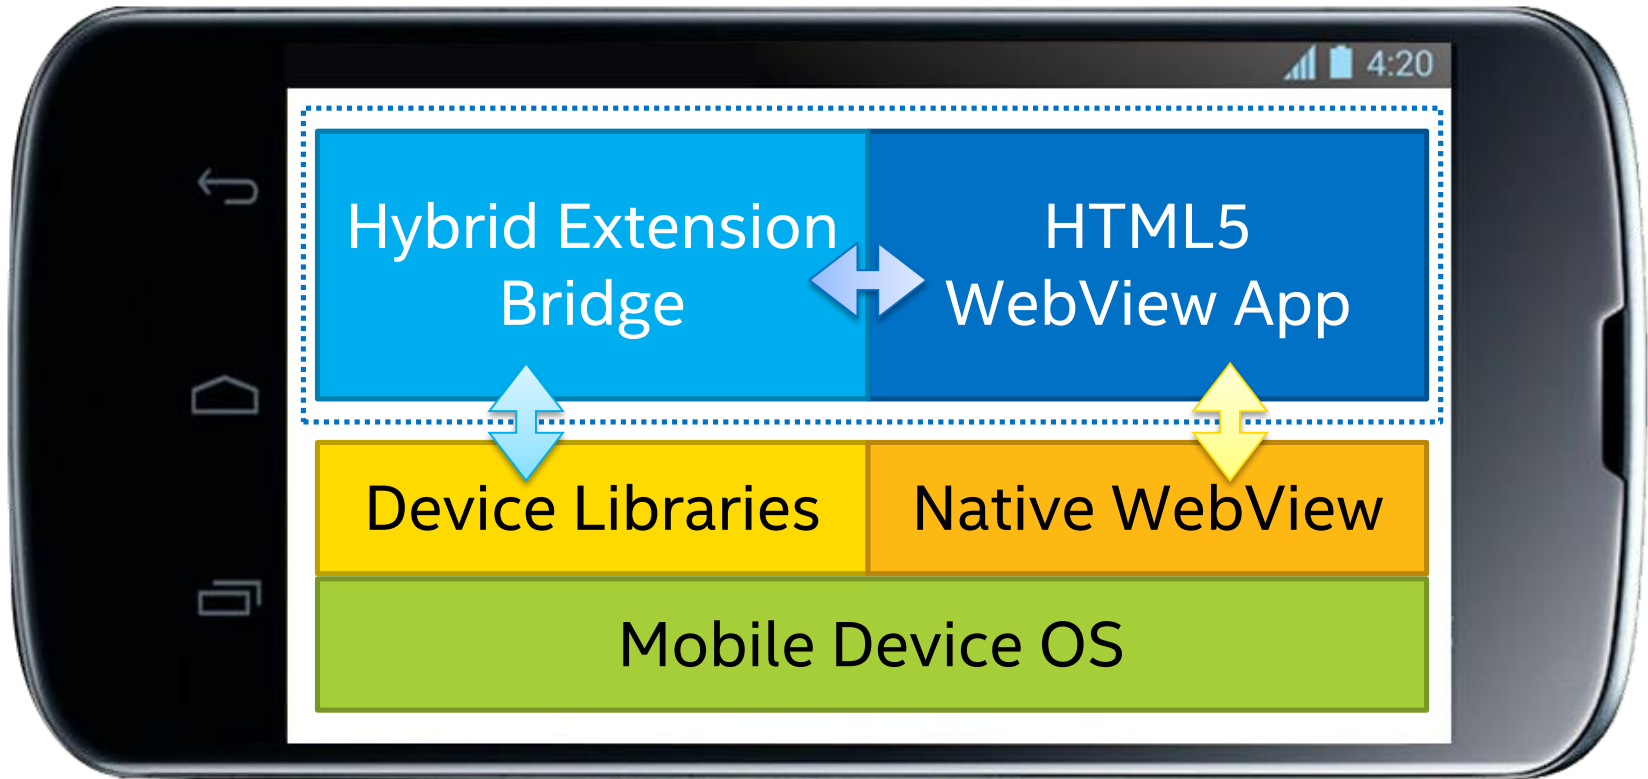 4:20
Hybrid Extension
Bridge
HTML5
WebView App
Device Libraries
Native WebView
Mobile Device OS